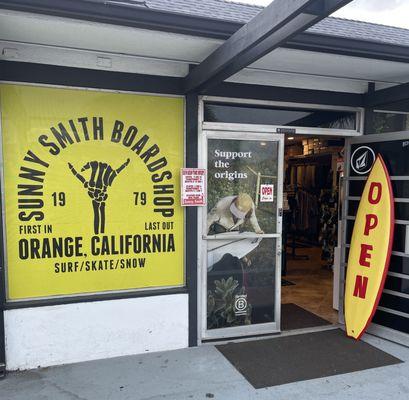 SUNNY SMITH BOARDSHOP
19 79
FIRST IN
LAST OUT
ORANGE, CALIFORNIA
SURF/SKATE/SNOW
Support the
origins.
OPEN
OPEN